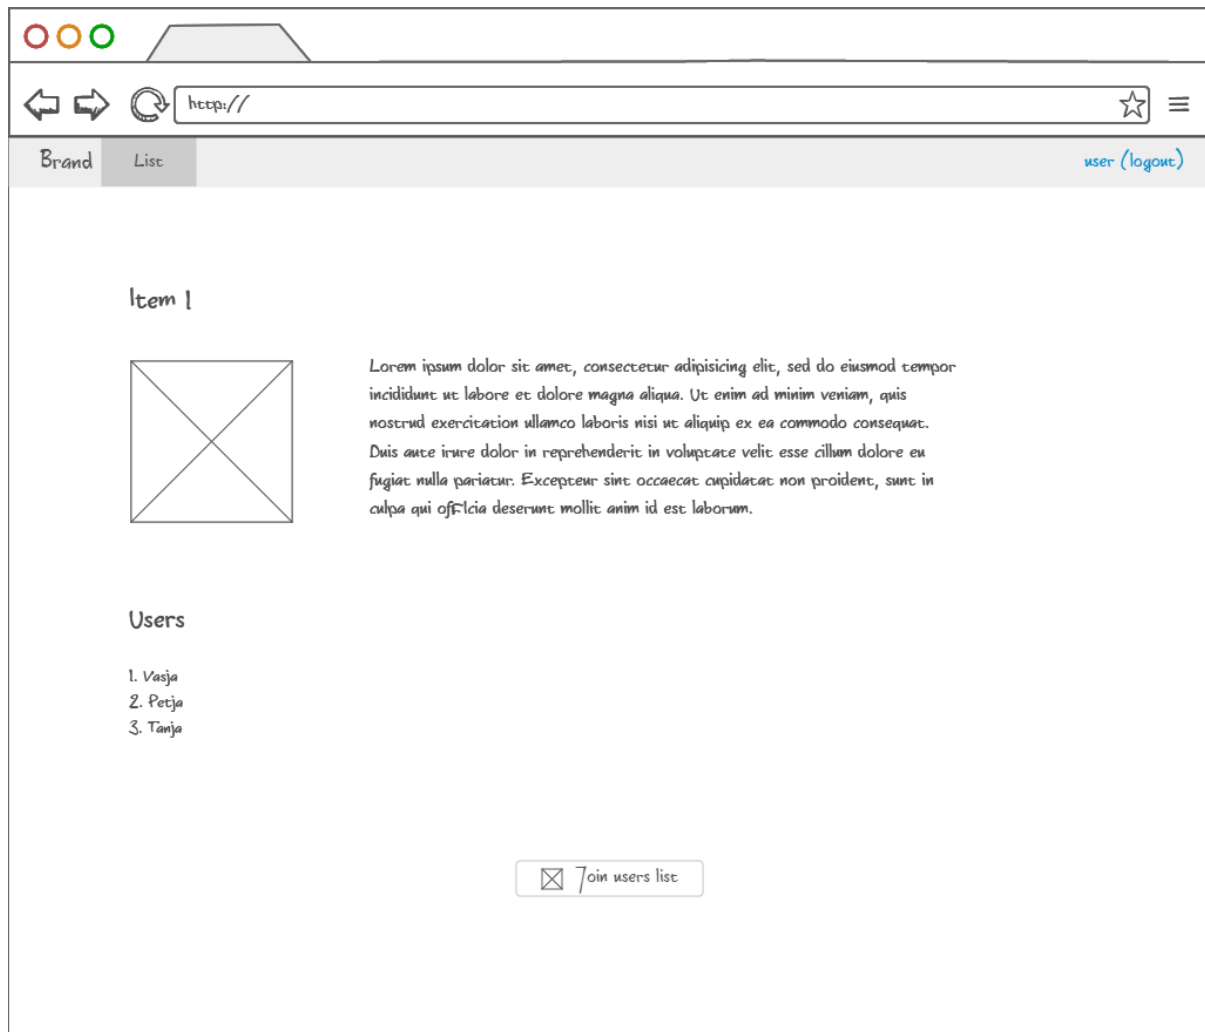 http://
Brand List user (logout)
Item 1
Lorem ipsum dolor sit amet, consectetur adipisicing elit, sed do eiusmod tempor
incididunt ut labore et dolore magna aliqua. Ut enim ad minim veniam, quis
nostrud exercitation ullamco laboris nisi ut aliquip ex ea commodo consequat.
Duis aute irure dolor in reprehenderit in voluptate velit esse cillum dolore eu
fugiat nulla pariatur. Excepteur sint occaecat cupidatat non proident, sunt in
culpa qui officia deserunt mollit anim id est laborum.
Users
1. Vasja
2. Petja
3. Tanja
Join users list